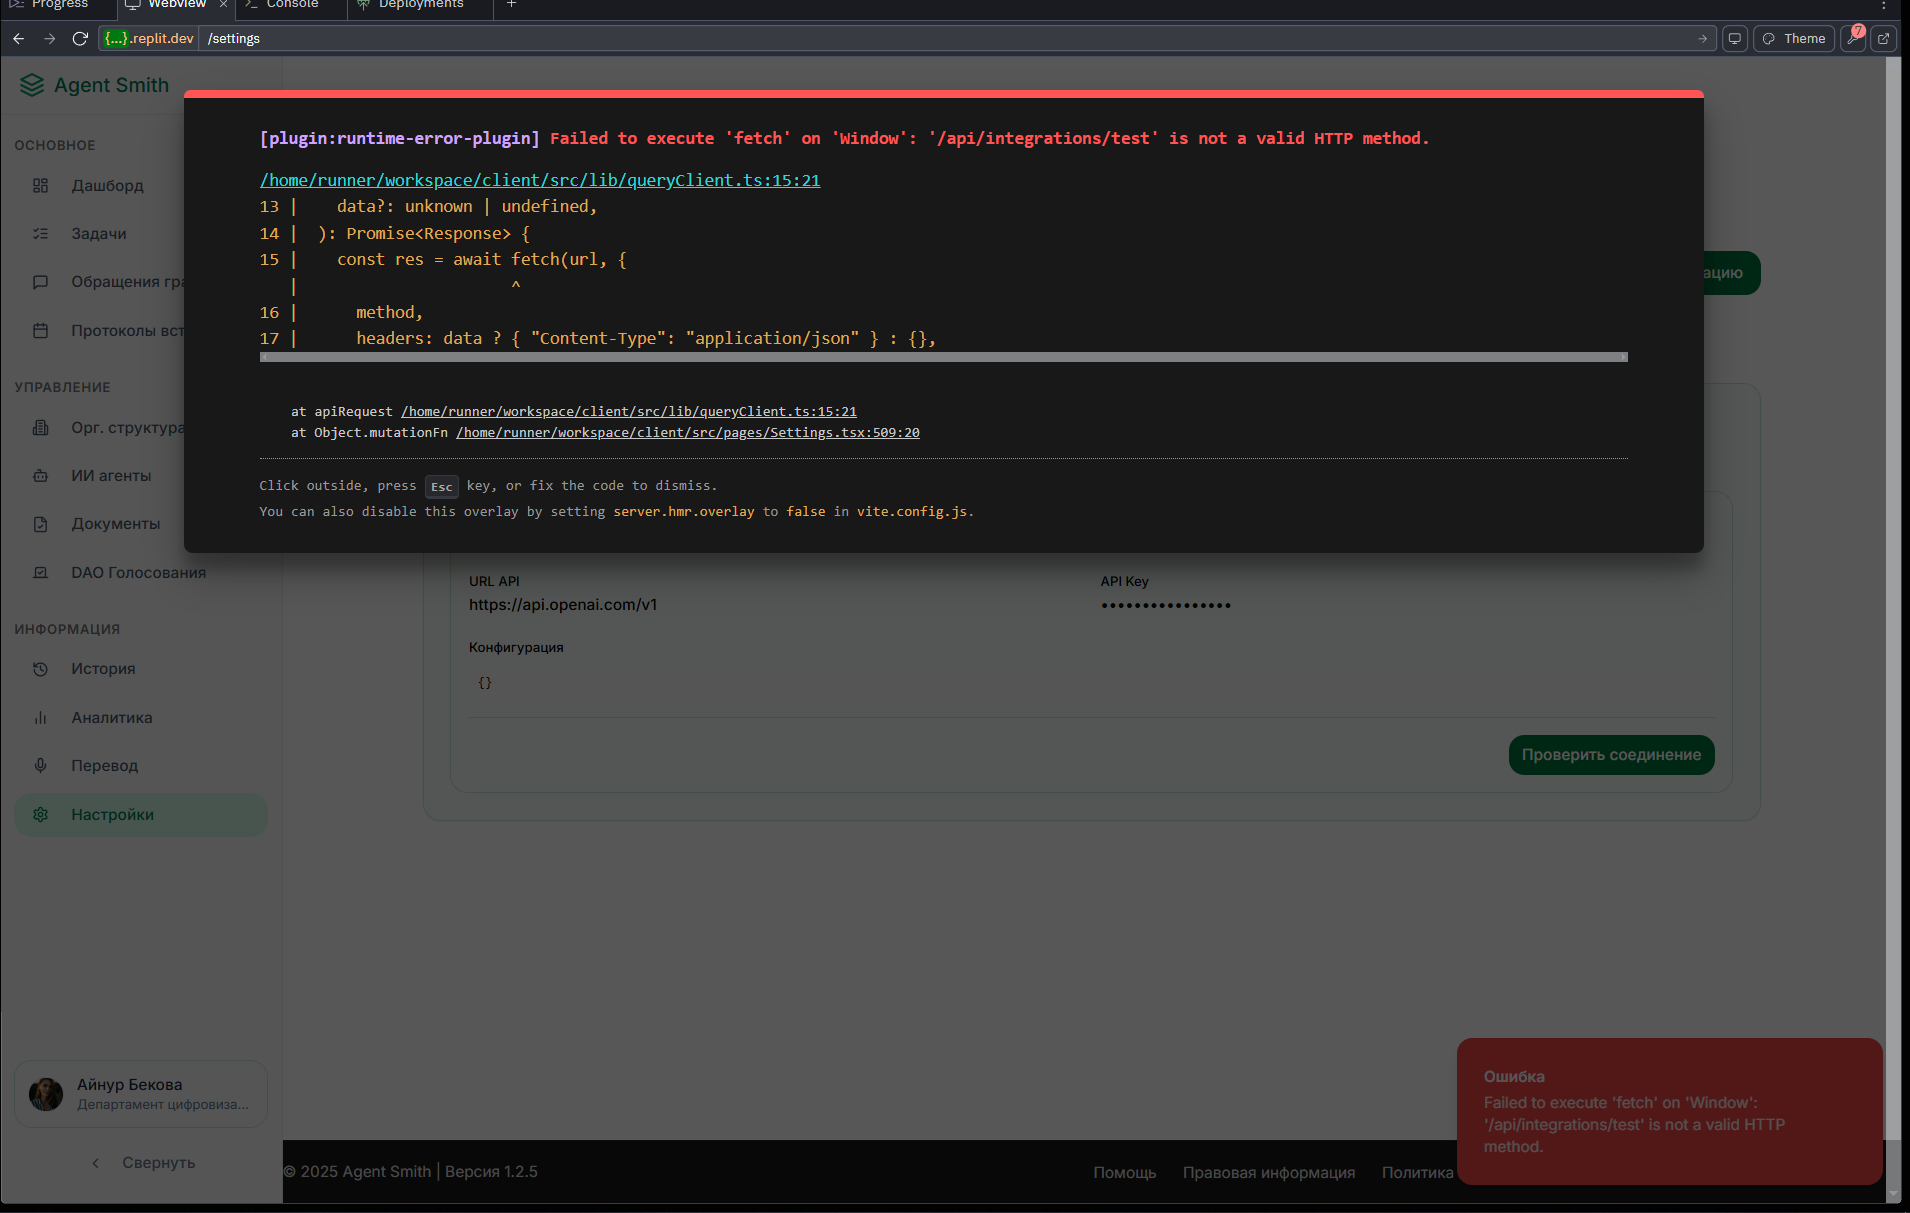 Progress
Webview
Console
Deployments
{...}.replit.dev
/settings
Theme
7
Agent Smith
[plugin:runtime-error-plugin] Failed to execute 'fetch' on 'Window': '/api/integrations/test' is not a valid HTTP method.
/home/runner/workspace/client/src/lib/queryClient.ts:15:21
13 |    data?: unknown | undefined,
14 |  ): Promise<Response> {
15 |    const res = await fetch(url, {
   |                      ^
16 |      method,
17 |      headers: data ? { "Content-Type": "application/json" } : {},
at apiRequest /home/runner/workspace/client/src/lib/queryClient.ts:15:21
at Object.mutationFn /home/runner/workspace/client/src/pages/Settings.tsx:509:20
Click outside, press Esc key, or fix the code to dismiss.
You can also disable this overlay by setting server.hmr.overlay to false in vite.config.js.
ОСНОВНОЕ
Дашборд
Задачи
Обращения гра
Протоколы вст
УПРАВЛЕНИЕ
Орг. структура
ИИ агенты
Документы
DAO Голосования
ИНФОРМАЦИЯ
История
Аналитика
Перевод
Настройки
ацию
URL API
https://api.openai.com/v1
API Key
••••••••••••••••
Конфигурация
{}
Проверить соединение
Айнур Бекова
Департамент цифровиза...
Свернуть
© 2025 Agent Smith | Версия 1.2.5
Помощь
Правовая информация
Политика
Ошибка
Failed to execute 'fetch' on 'Window':
'/api/integrations/test' is not a valid HTTP
method.